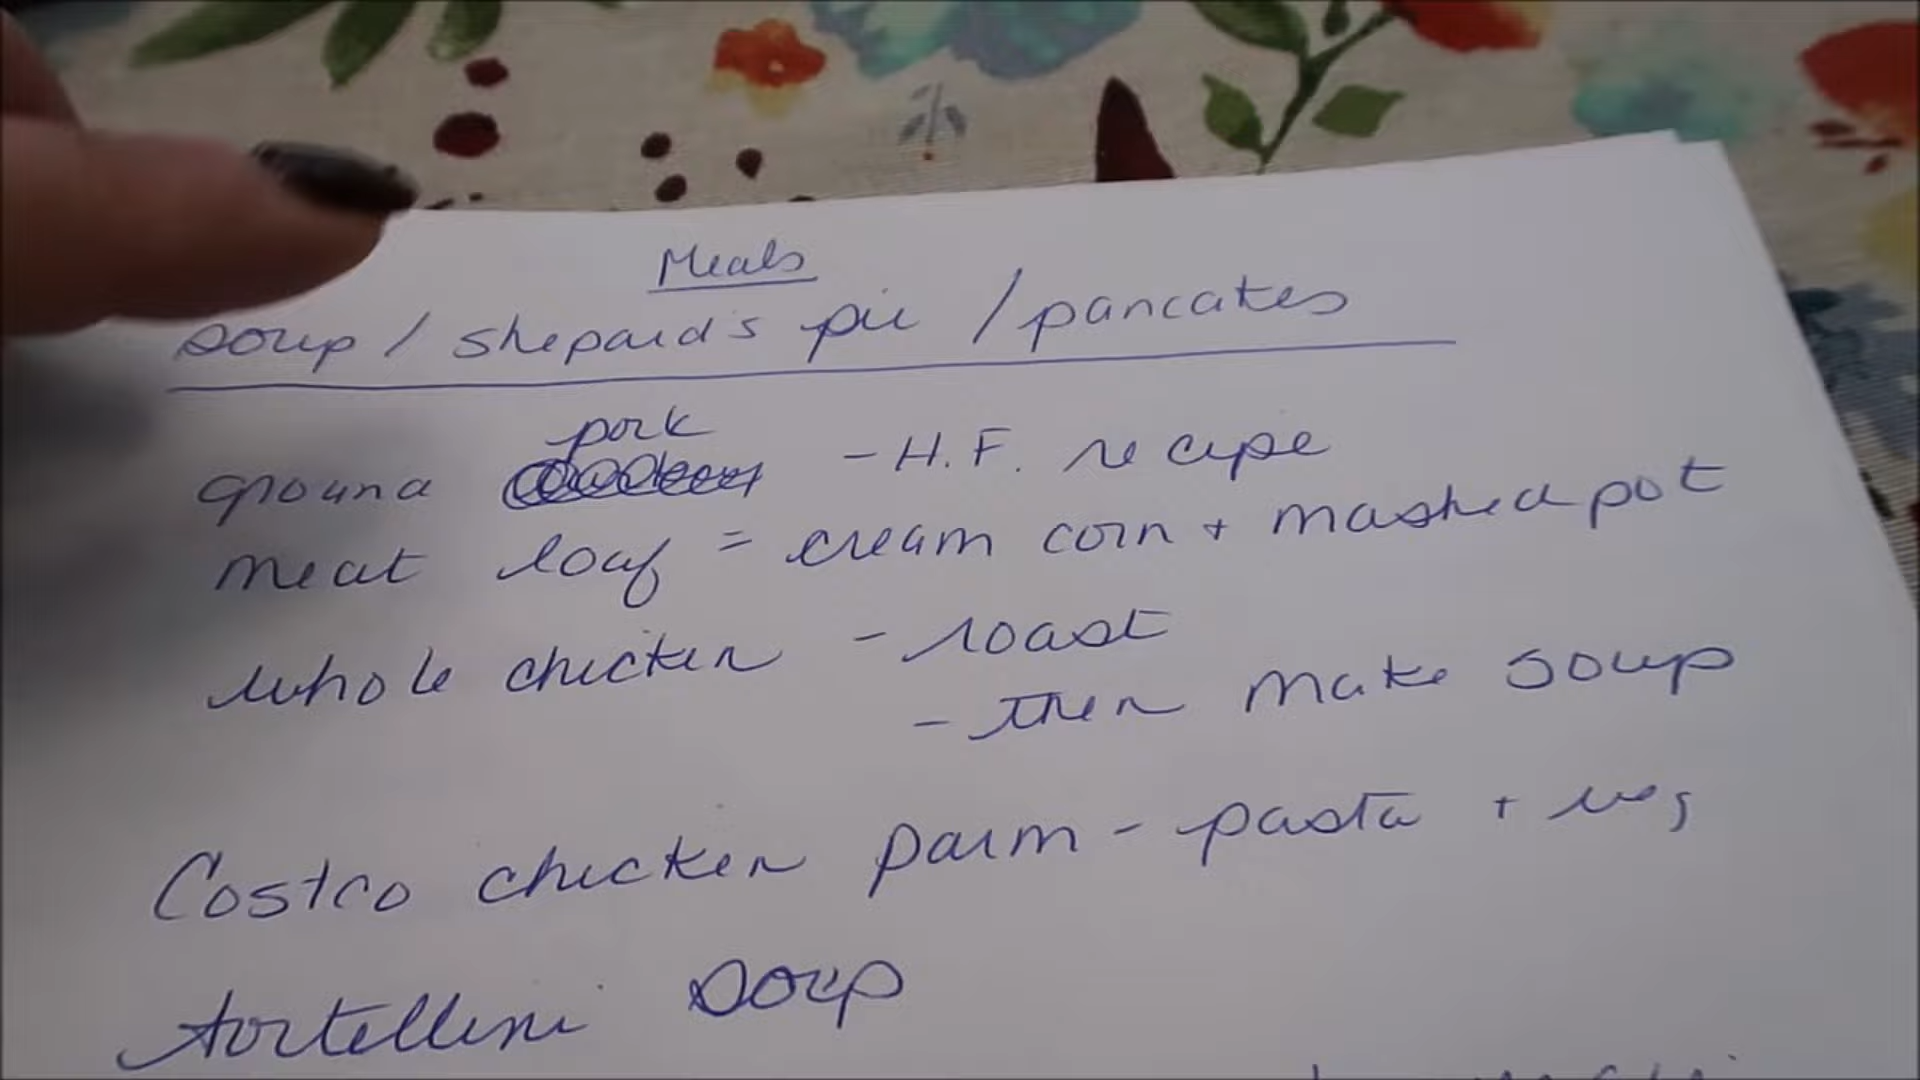 Meals
soup / shepard's pie / pancakes
pork
ground - H.F. recipe
meat loaf = cream corn + mashed pot
whole chicken - roast
- then make soup
Costco chicken parm - pasta + veg
tortellini soup